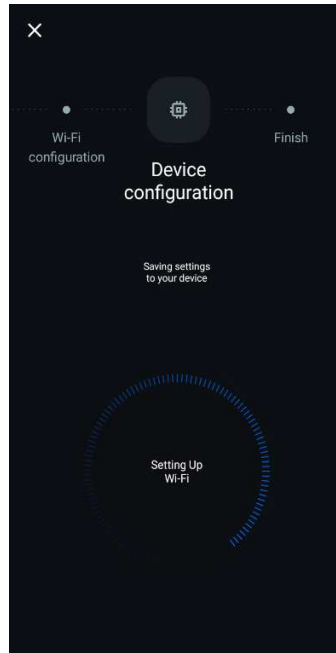 Wi-Fi
configuration
Device
configuration
Finish
Saving settings
to your device
Setting Up
Wi-Fi